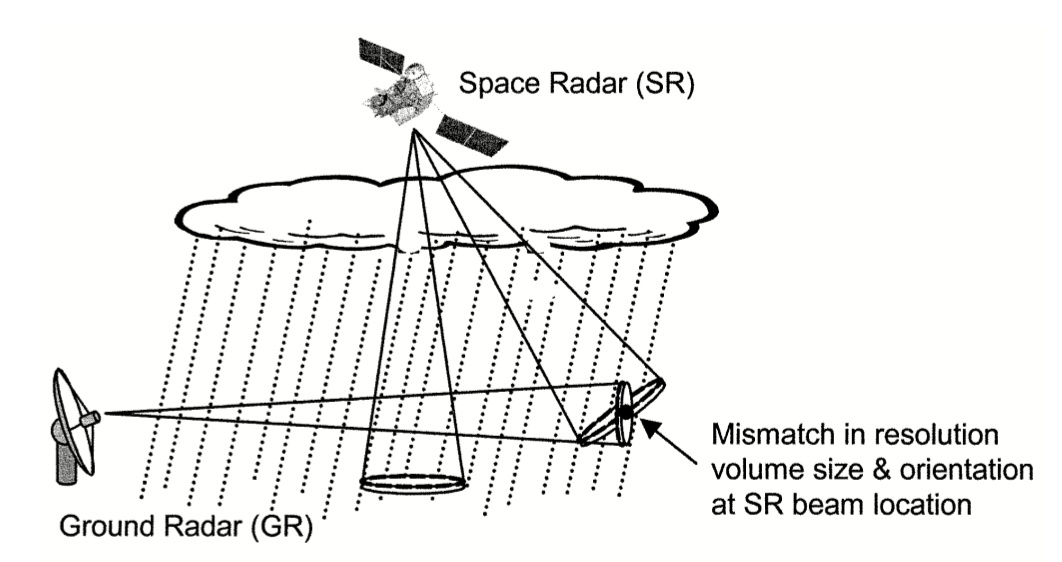 Space Radar (SR)
Mismatch in resolution
volume size & orientation
at SR beam location
Ground Radar (GR)